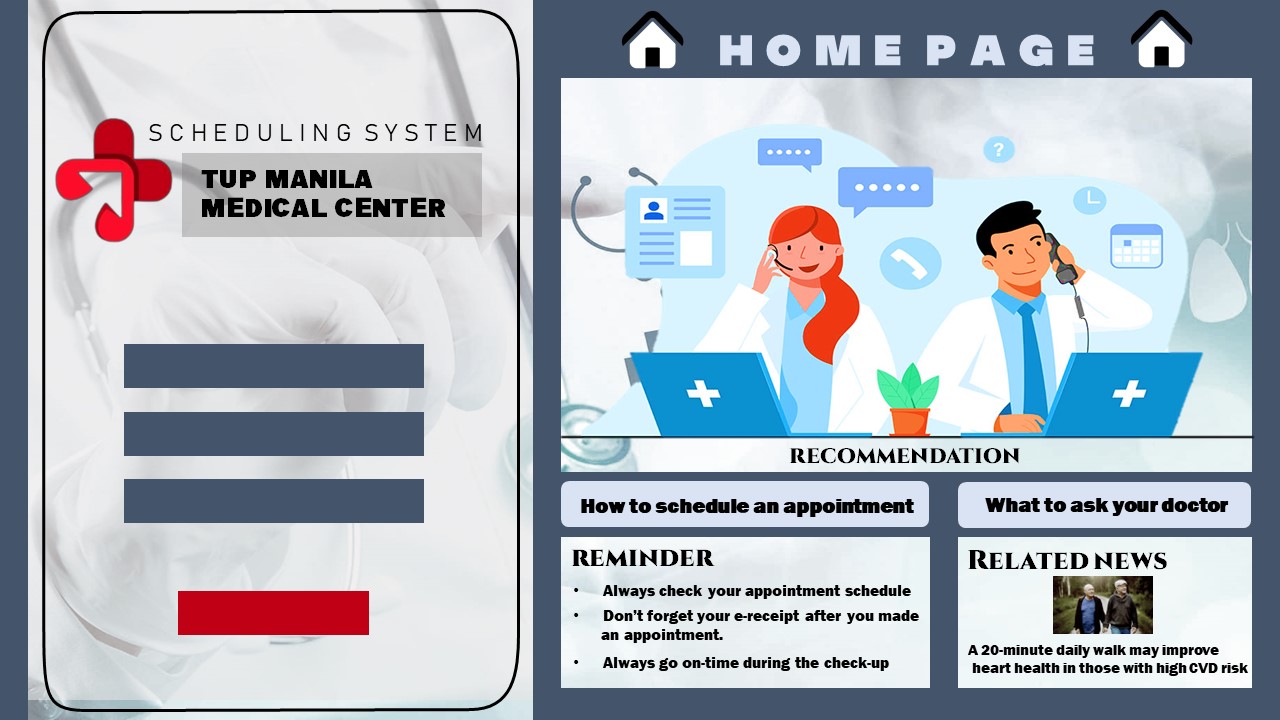 SCHEDULING SYSTEM
TUP MANILA
MEDICAL CENTER
HOME PAGE
?
RECOMMENDATION
How to schedule an appointment
What to ask your doctor
REMINDER
• Always check your appointment schedule
• Don't forget your e-receipt after you made
an appointment.
• Always go on-time during the check-up
RELATED NEWS
A 20-minute daily walk may improve
heart health in those with high CVD risk